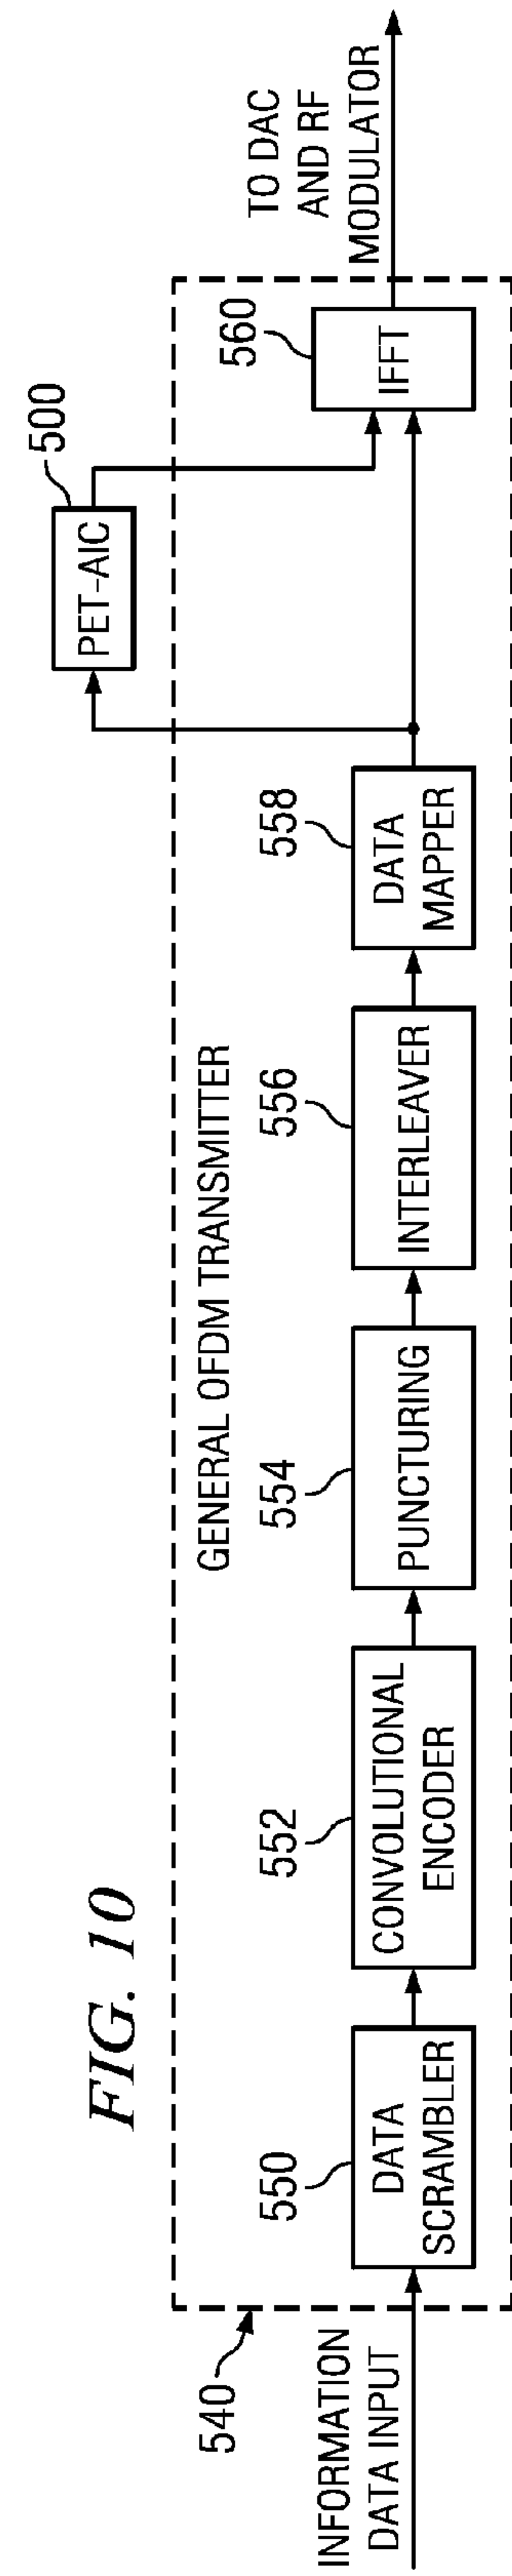 FIG. 10
540
GENERAL OFDM TRANSMITTER
INFORMATION
DATA INPUT
550
DATA
SCRAMBLER
552
CONVOLUTIONAL
ENCODER
554
PUNCTURING
556
INTERLEAVER
558
DATA
MAPPER
500
PET-AIC
560
IFFT
TO DAC
AND RF
MODULATOR